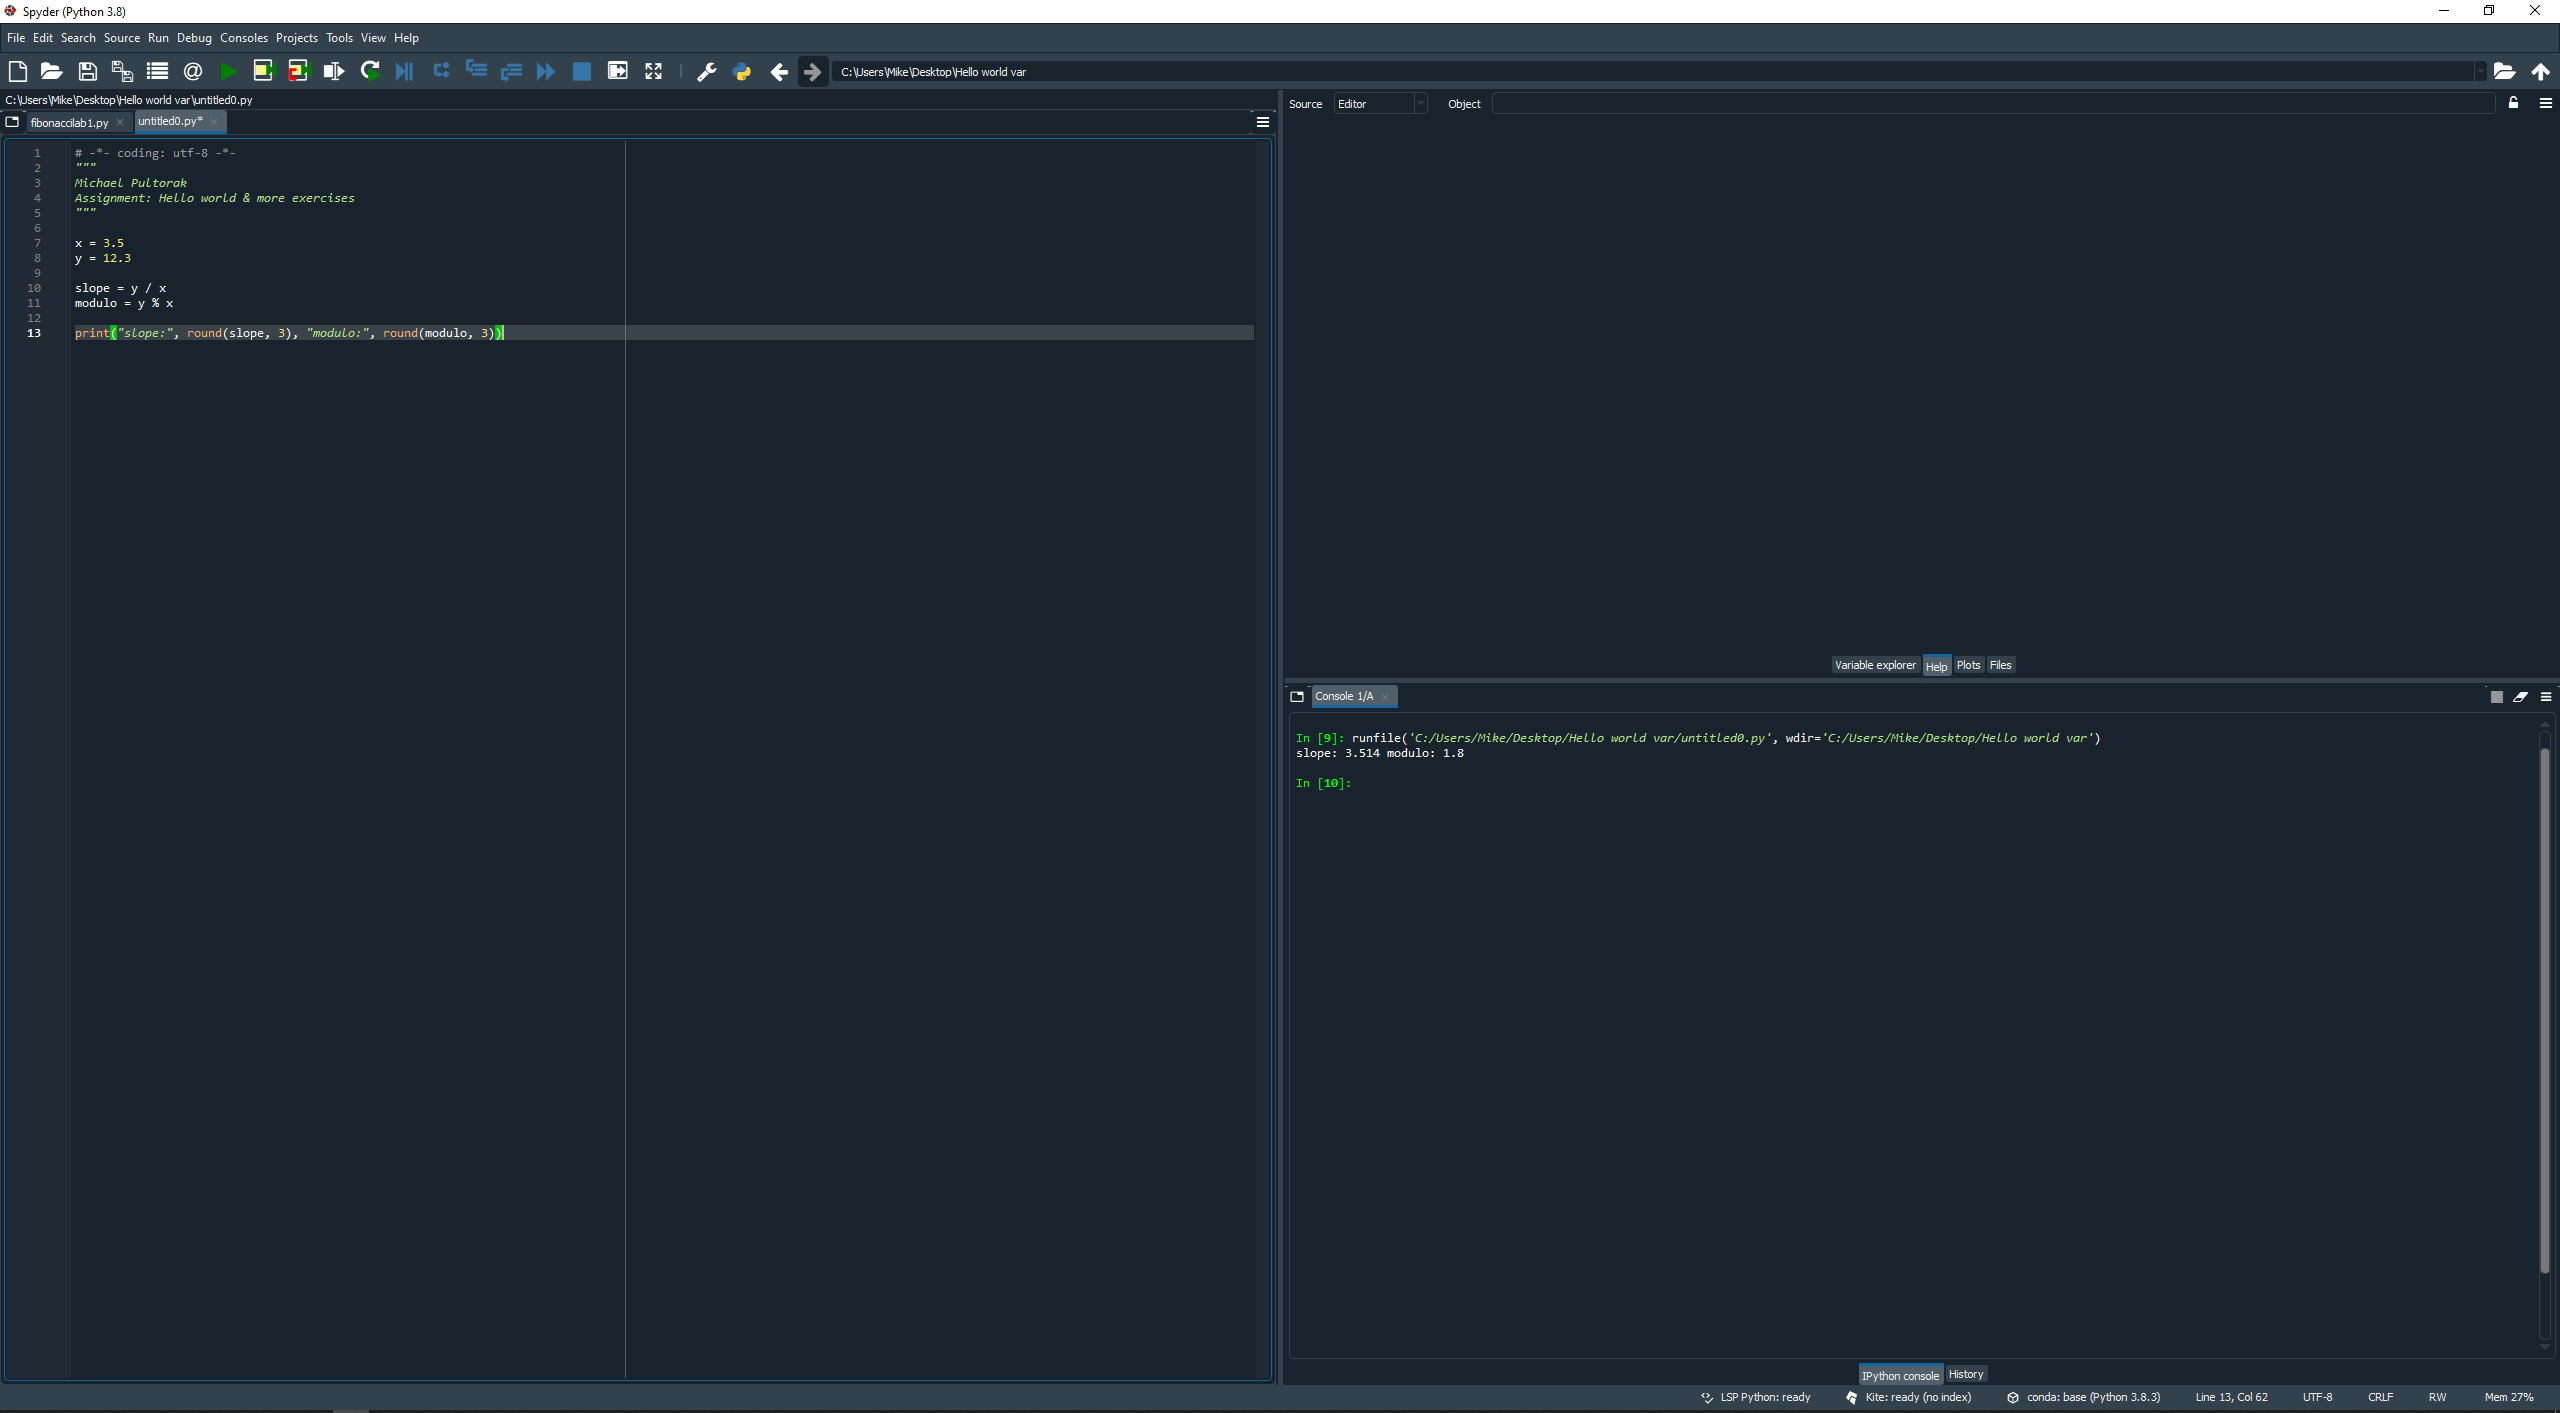 Spyder (Python 3.8)
File Edit Search Source Run Debug Consoles Projects Tools View Help
C:\Users\Mike\Desktop\Hello world var
C:\Users\Mike\Desktop\Hello world var\untitled0.py
fibonaccilab1.py
untitled0.py*
1 # -*- coding: utf-8 -*-
2 """
3 Michael Pultorak
4 Assignment: Hello world & more exercises
5 """
6
7 x = 3.5
8 y = 12.3
9
10 slope = y / x
11 modulo = y % x
12
13 print("slope:", round(slope, 3), "modulo:", round(modulo, 3))
Source Editor Object
Variable explorer Help Plots Files
Console 1/A
In [9]: runfile('C:/Users/Mike/Desktop/Hello world var/untitled0.py', wdir='C:/Users/Mike/Desktop/Hello world var')
slope: 3.514 modulo: 1.8
In [10]:
IPython console History
LSP Python: ready Kite: ready (no index) conda: base (Python 3.8.3) Line 13, Col 62 UTF-8 CRLF RW Mem 27%